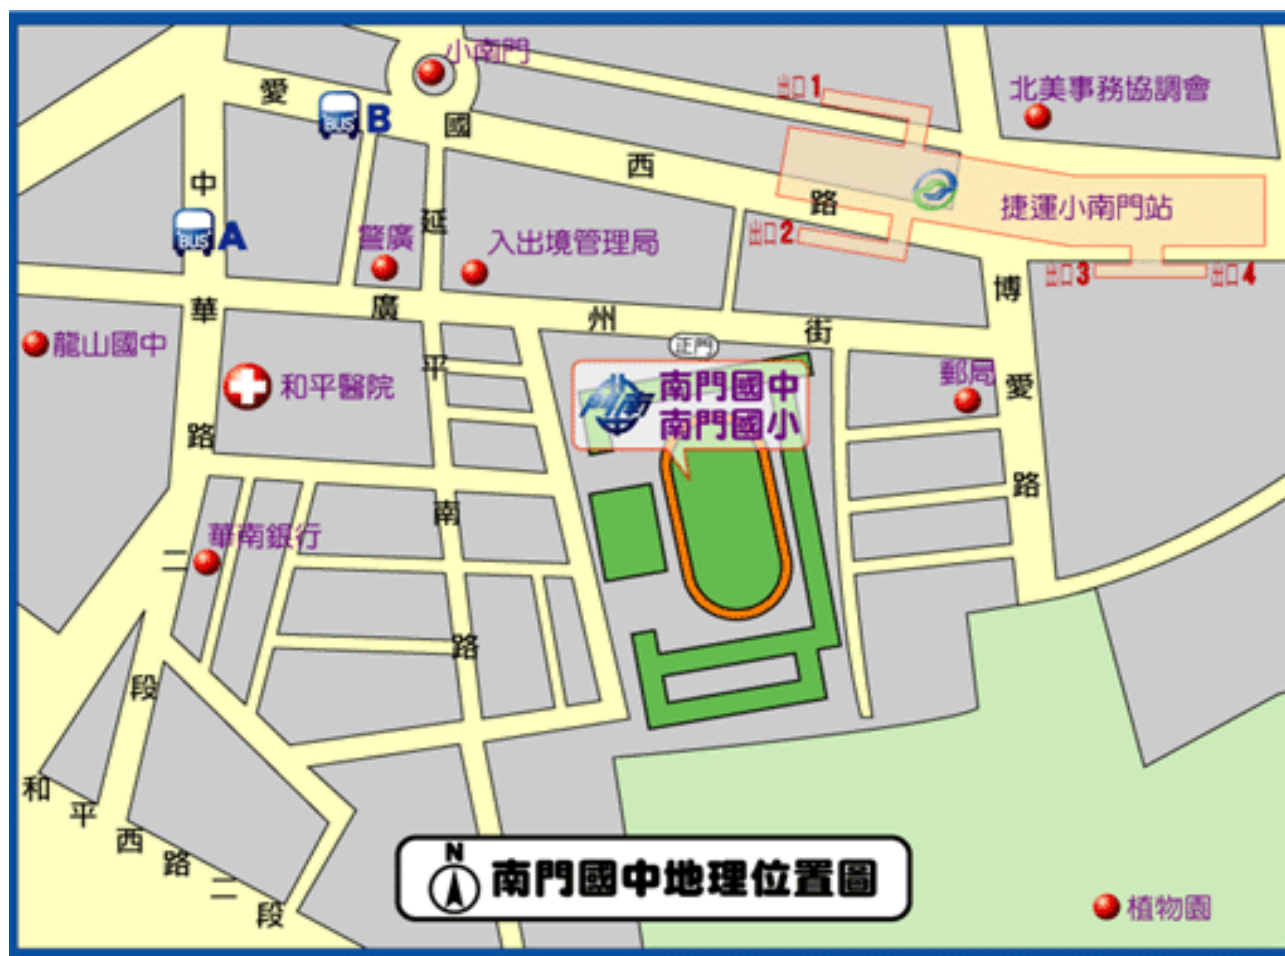 小南門
出口1
北美事務協調會
愛國西路
BUS B
中華路二段
BUS A
警廣
延平南路
入出境管理局
出口2
捷運小南門站
出口3
出口4
博愛路
廣州街
正門
龍山國中
和平醫院
南門國中
南門國小
郵局
華南銀行
和平西路二段
N
南門國中地理位置圖
植物園